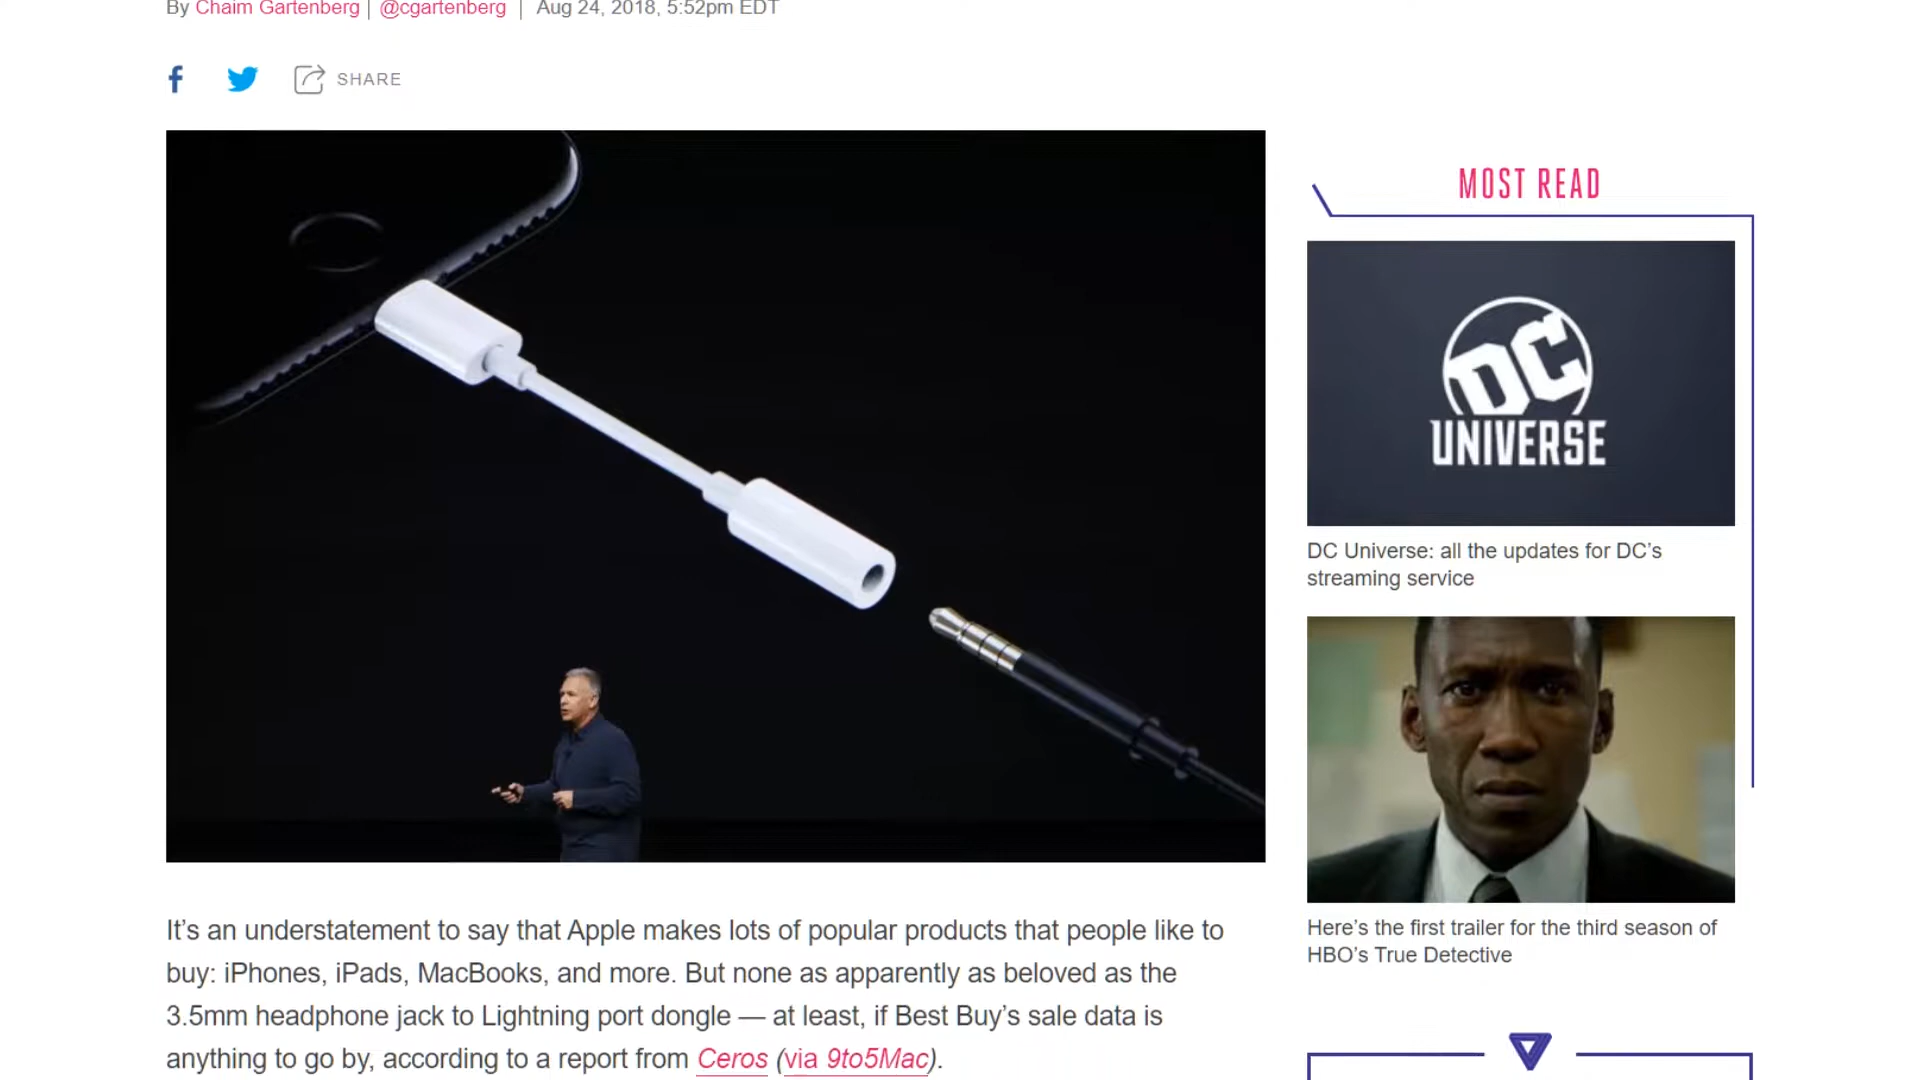 By Chaim Gartenberg | @cgartenberg | Aug 24, 2018, 5:52pm EDT
SHARE
It’s an understatement to say that Apple makes lots of popular products that people like to
buy: iPhones, iPads, MacBooks, and more. But none as apparently as beloved as the
3.5mm headphone jack to Lightning port dongle — at least, if Best Buy’s sale data is
anything to go by, according to a report from Ceros (via 9to5Mac).
MOST READ
DC
UNIVERSE
DC Universe: all the updates for DC’s
streaming service
Here’s the first trailer for the third season of
HBO’s True Detective